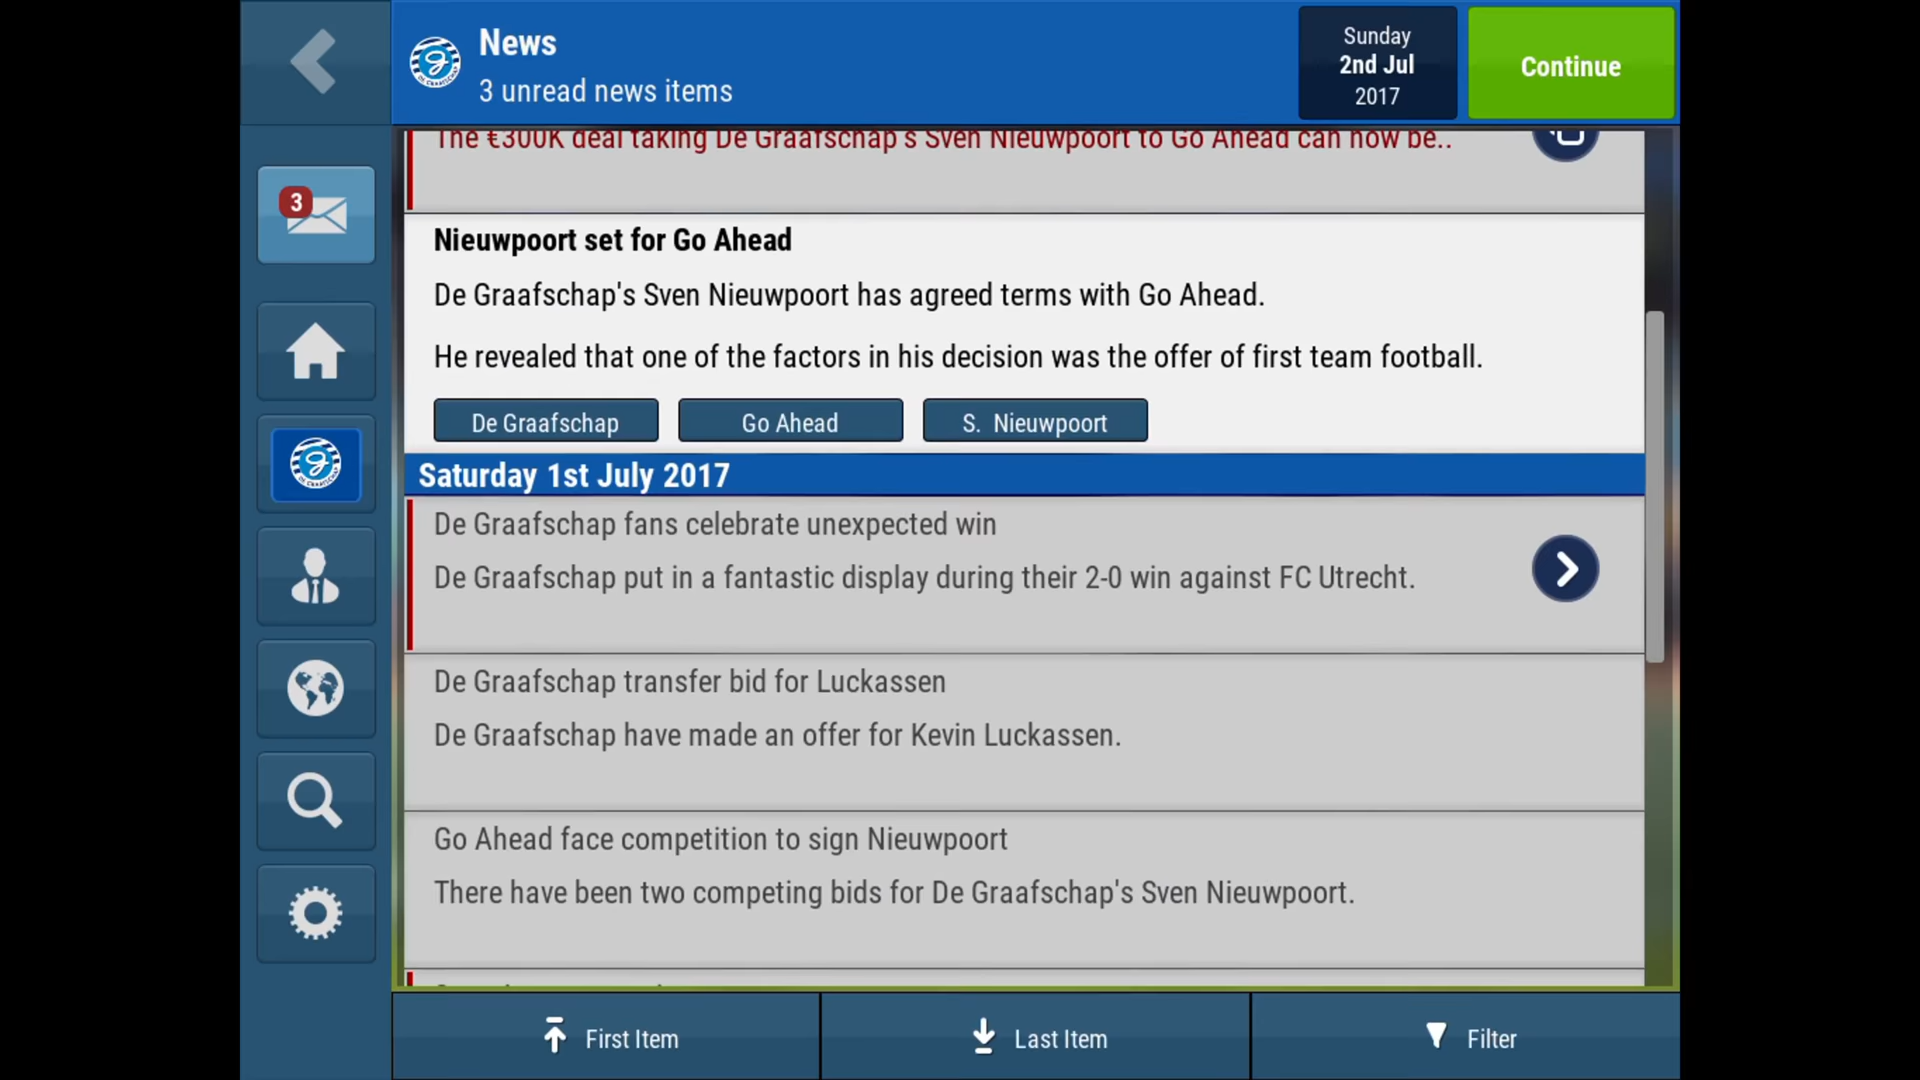 News
3 unread news items
Sunday
2nd Jul
2017
Continue
3
The €300K deal taking De Graafschap's Sven Nieuwpoort to Go Ahead can now be..
Nieuwpoort set for Go Ahead
De Graafschap's Sven Nieuwpoort has agreed terms with Go Ahead.
He revealed that one of the factors in his decision was the offer of first team football.
De Graafschap
Go Ahead
S. Nieuwpoort
Saturday 1st July 2017
De Graafschap fans celebrate unexpected win
De Graafschap put in a fantastic display during their 2-0 win against FC Utrecht.
De Graafschap transfer bid for Luckassen
De Graafschap have made an offer for Kevin Luckassen.
Go Ahead face competition to sign Nieuwpoort
There have been two competing bids for De Graafschap's Sven Nieuwpoort.
First Item
Last Item
Filter